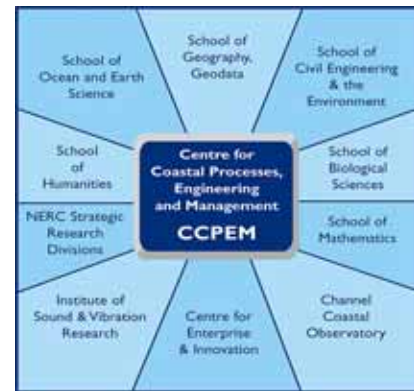 School of
Ocean and Earth
Science
School of
Geography,
Geodata
School of
Civil Engineering
& the
Environment
School
of
Humanities
Centre for
Coastal Processes,
Engineering
and Management
CCPEM
School of
Biological
Sciences
NERC Strategic
Research
Divisions
School of
Mathematics
Institute of
Sound & Vibration
Research
Centre for
Enterprise
& Innovation
Channel
Coastal
Observatory